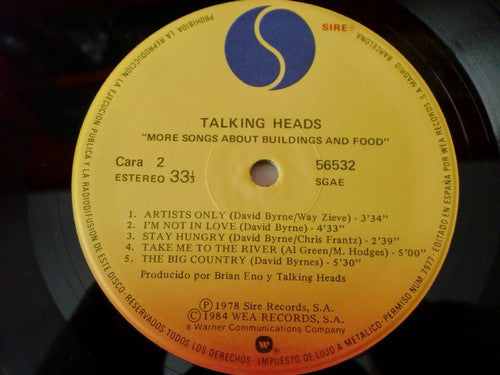 SIRE®
TALKING HEADS
"MORE SONGS ABOUT BUILDINGS AND FOOD"
Cara 2
ESTEREO 33⅓
56532
SGAE
1. ARTISTS ONLY (David Byrne/Way Zieve) - 3'34"
2. I'M NOT IN LOVE (David Byrne) - 4'33"
3. STAY HUNGRY (David Byrne/Chris Frantz) - 2'39"
4. TAKE ME TO THE RIVER (Al Green/M. Hodges) - 5'00"
5. THE BIG COUNTRY (David Byrnes) - 5'30"
Producido por Brian Eno y Talking Heads
Ⓟ 1978 Sire Records, S.A.
© 1984 WEA RECORDS, S.A.
a Warner Communications Company
PROHIBIDA LA REPRODUCCION, LA EJECUCION PUBLICA Y LA RADIODIFUSION DE ESTE DISCO - RESERVADOS TODOS LOS DERECHOS - IMPUESTO DE LUJO A METALICO - PERMISO NUM 7977 - EDITADO EN ESPAÑA POR WEA RECORDS S A MADRID BARCELONA